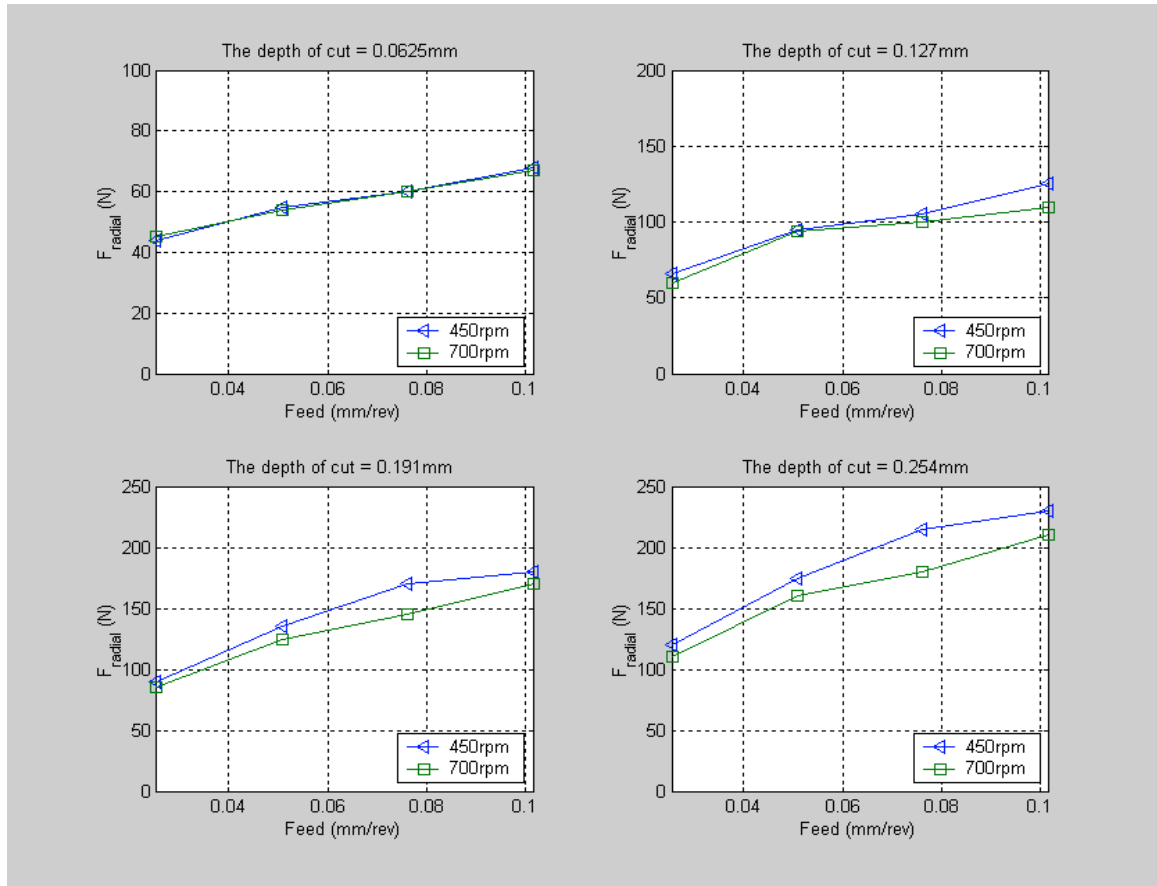 The depth of cut = 0.0625mm
100
80
60
40
20
0
F_radial (N)
0.04 0.06 0.08 0.1
Feed (mm/rev)
450rpm
700rpm
The depth of cut = 0.127mm
200
150
100
50
0
F_radial (N)
0.04 0.06 0.08 0.1
Feed (mm/rev)
450rpm
700rpm
The depth of cut = 0.191mm
250
200
150
100
50
0
F_radial (N)
0.04 0.06 0.08 0.1
Feed (mm/rev)
450rpm
700rpm
The depth of cut = 0.254mm
250
200
150
100
50
0
F_radial (N)
0.04 0.06 0.08 0.1
Feed (mm/rev)
450rpm
700rpm